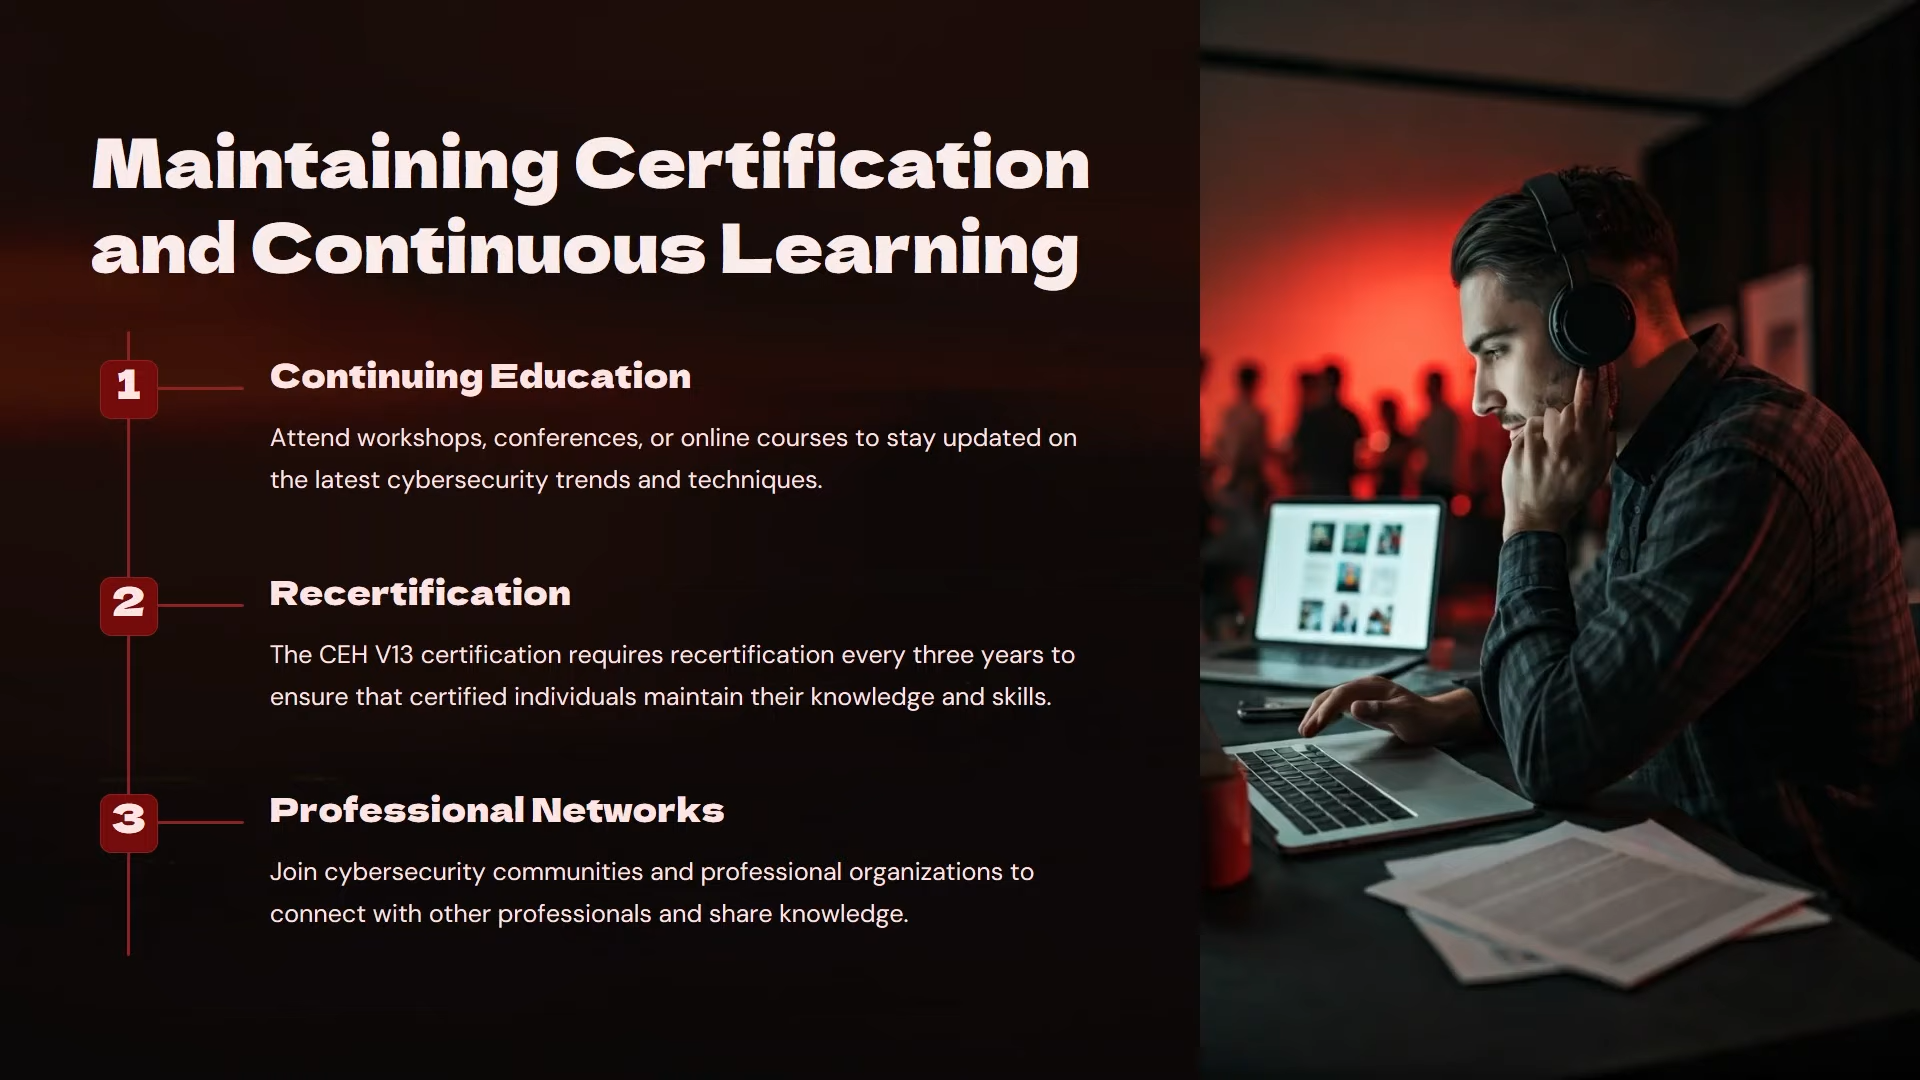 Maintaining Certification
and Continuous Learning
1
Continuing Education
Attend workshops, conferences, or online courses to stay updated on
the latest cybersecurity trends and techniques.
2
Recertification
The CEH V13 certification requires recertification every three years to
ensure that certified individuals maintain their knowledge and skills.
3
Professional Networks
Join cybersecurity communities and professional organizations to
connect with other professionals and share knowledge.